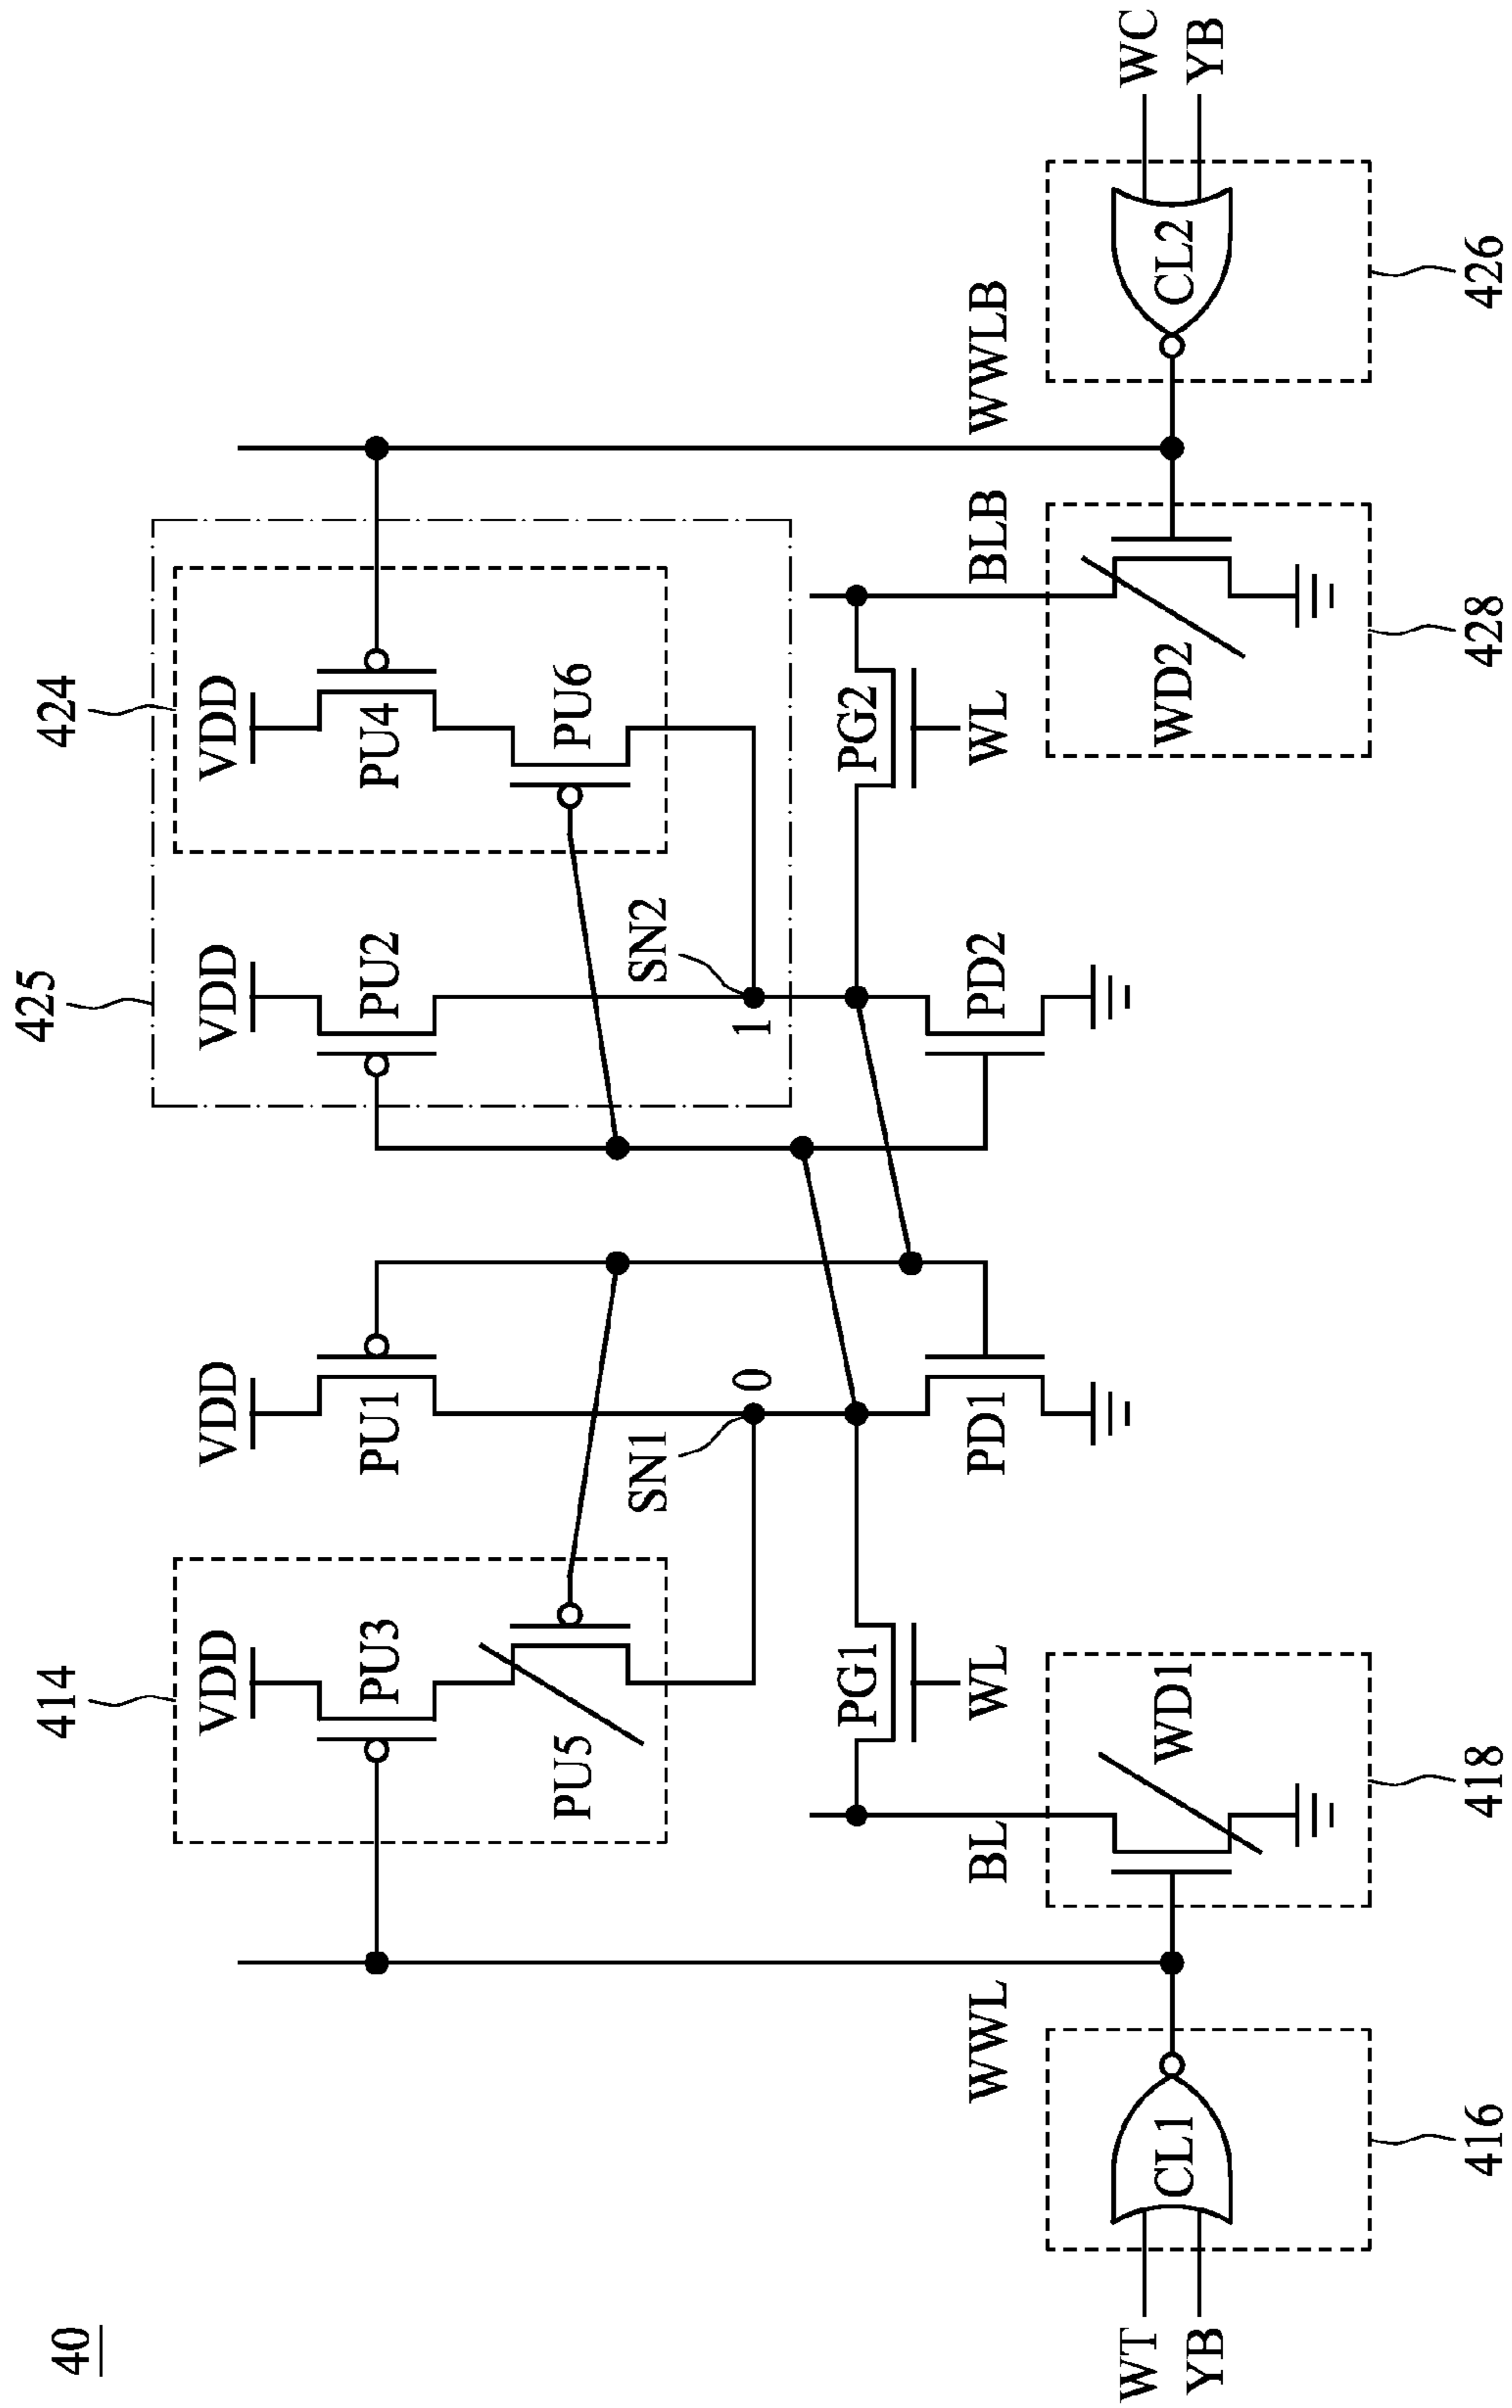 40
414
425
424
VDD
VDD
VDD
VDD
PU3
PU1
PU2
PU4
PU5
PU6
SN1
0
1
SN2
PG1
PG2
WWL
BL
WL
PD1
PD2
WL
BLB
WWLB
WT
YB
CL1
WD1
WD2
CL2
WC
YB
416
418
428
426